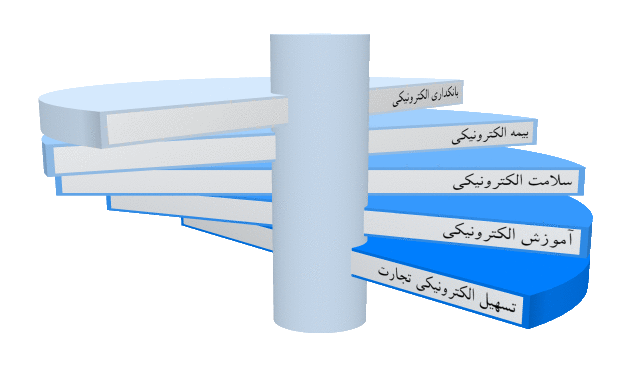 بانکداری الکترونیکی
بیمه الکترونیکی
سلامت الکترونیکی
آموزش الکترونیکی
تسهیل الکترونیکی تجارت